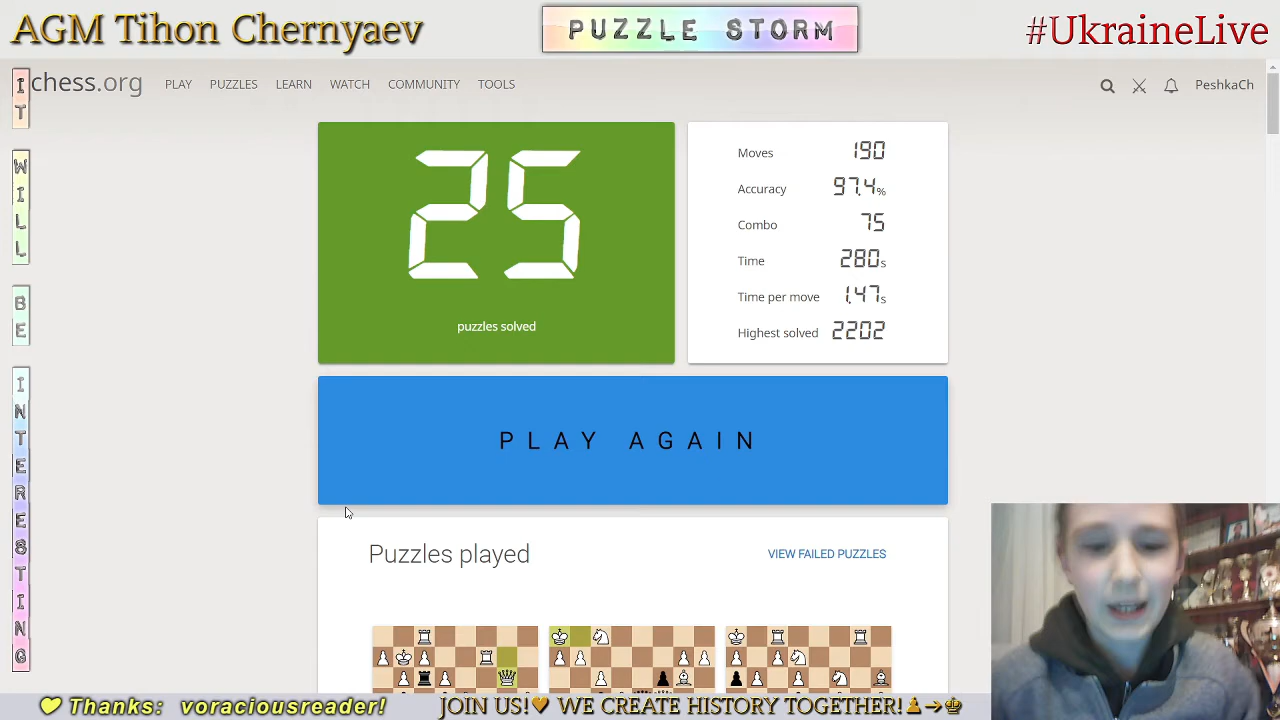 AGM Tihon Chernyaev
PUZZLE STORM
#UkraineLive
IT WILL BE INTERESTING
chess.org
PLAY
PUZZLES
LEARN
WATCH
COMMUNITY
TOOLS
PeshkaCh
25
puzzles solved
Moves 190
Accuracy 97.4%
Combo 75
Time 280s
Time per move 1.47s
Highest solved 2202
PLAY AGAIN
Puzzles played
VIEW FAILED PUZZLES
Thanks: voraciousreader!
JOIN US!🧡 WE CREATE HISTORY TOGETHER!♟→♚